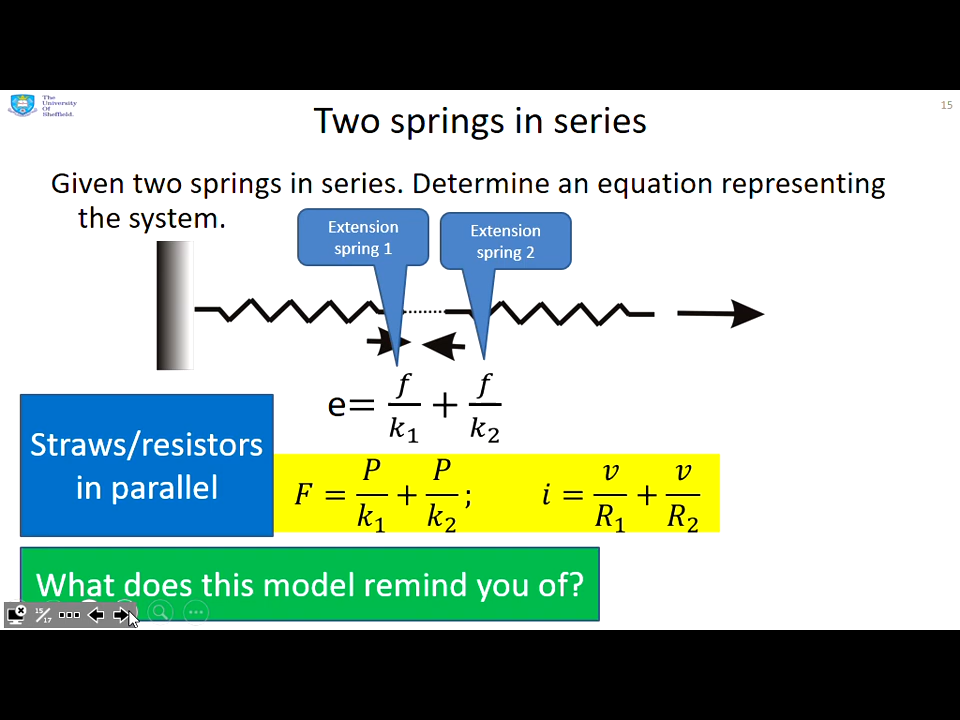 The
University
Of
Sheffield.
15
Two springs in series
Given two springs in series. Determine an equation representing
the system.
Extension
spring 1
Extension
spring 2
e= f/k₁ + f/k₂
Straws/resistors
in parallel
F = P/k₁ + P/k₂ ; i = v/R₁ + v/R₂
What does this model remind you of?
15/17